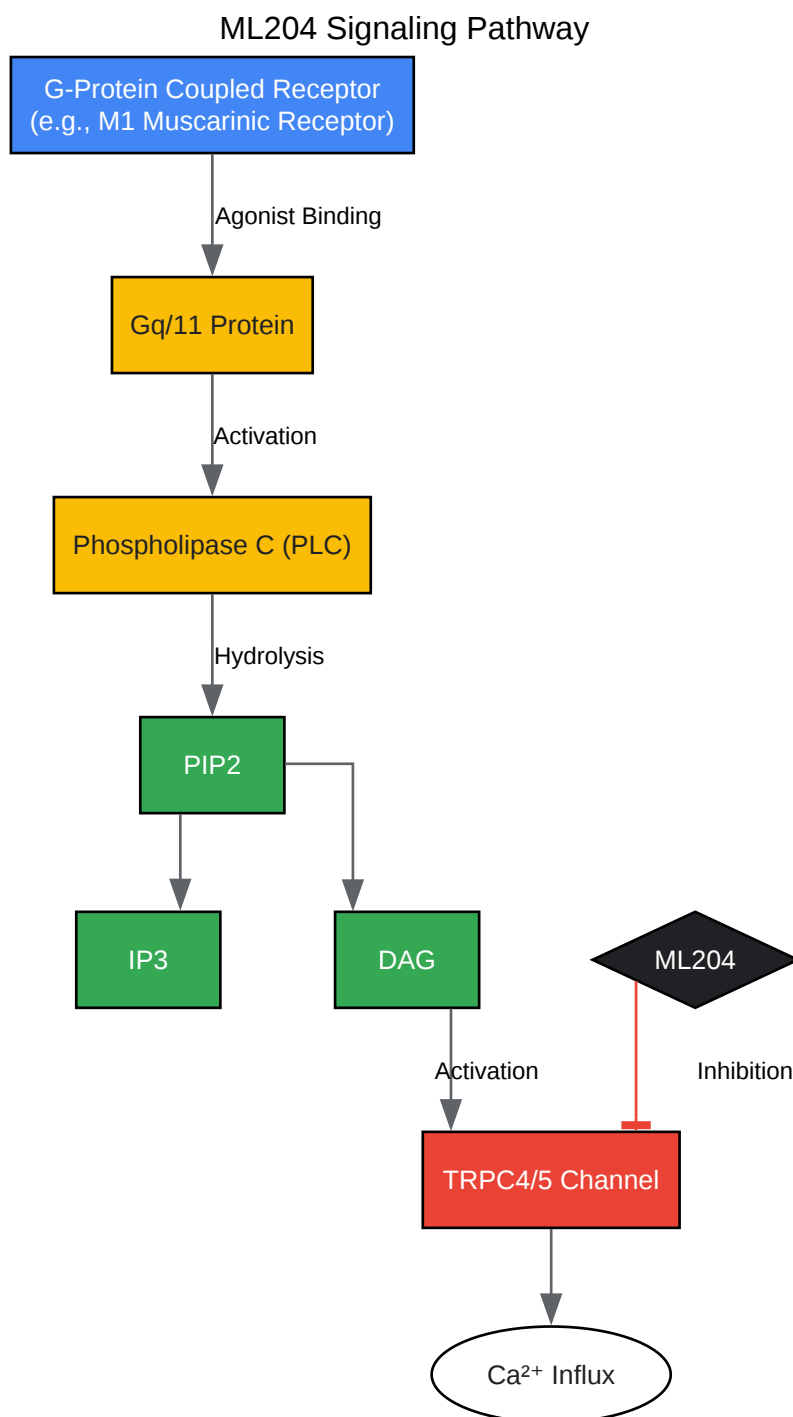 ML204 Signaling Pathway
G-Protein Coupled Receptor
(e.g., M1 Muscarinic Receptor)
Agonist Binding
Gq/11 Protein
Activation
Phospholipase C (PLC)
Hydrolysis
PIP2
IP3
DAG
ML204
Activation
Inhibition
TRPC4/5 Channel
Ca²⁺ Influx